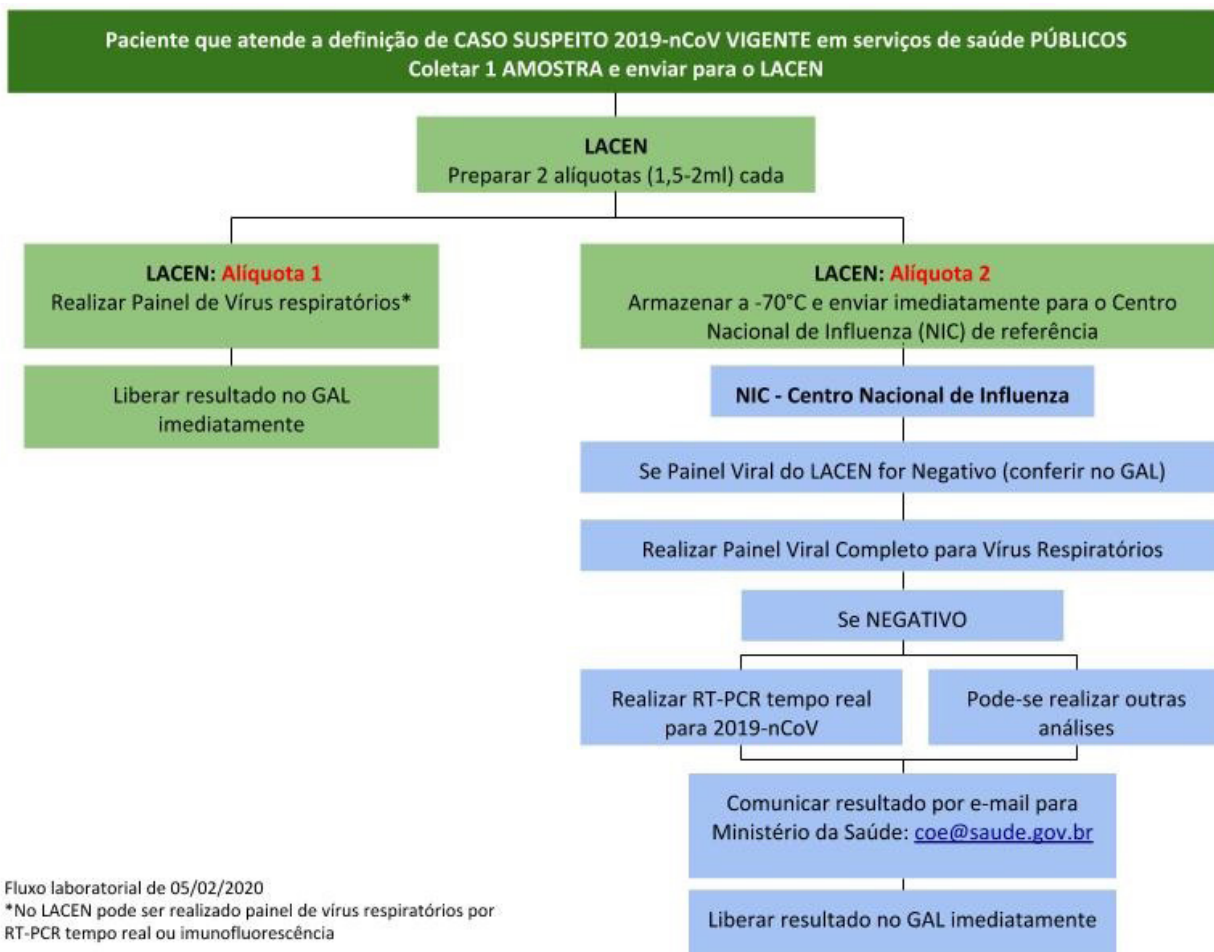 Paciente que atende a definição de CASO SUSPEITO 2019-nCoV VIGENTE em serviços de saúde PÚBLICOS
Coletar 1 AMOSTRA e enviar para o LACEN
LACEN
Preparar 2 alíquotas (1,5-2ml) cada
LACEN: Alíquota 1
Realizar Painel de Vírus respiratórios*
Liberar resultado no GAL
imediatamente
LACEN: Alíquota 2
Armazenar a -70°C e enviar imediatamente para o Centro
Nacional de Influenza (NIC) de referência
NIC - Centro Nacional de Influenza
Se Painel Viral do LACEN for Negativo (conferir no GAL)
Realizar Painel Viral Completo para Vírus Respiratórios
Se NEGATIVO
Realizar RT-PCR tempo real
para 2019-nCoV
Pode-se realizar outras
análises
Comunicar resultado por e-mail para
Ministério da Saúde: coe@saude.gov.br
Liberar resultado no GAL imediatamente
Fluxo laboratorial de 05/02/2020
*No LACEN pode ser realizado painel de vírus respiratórios por
RT-PCR tempo real ou imunofluorescência